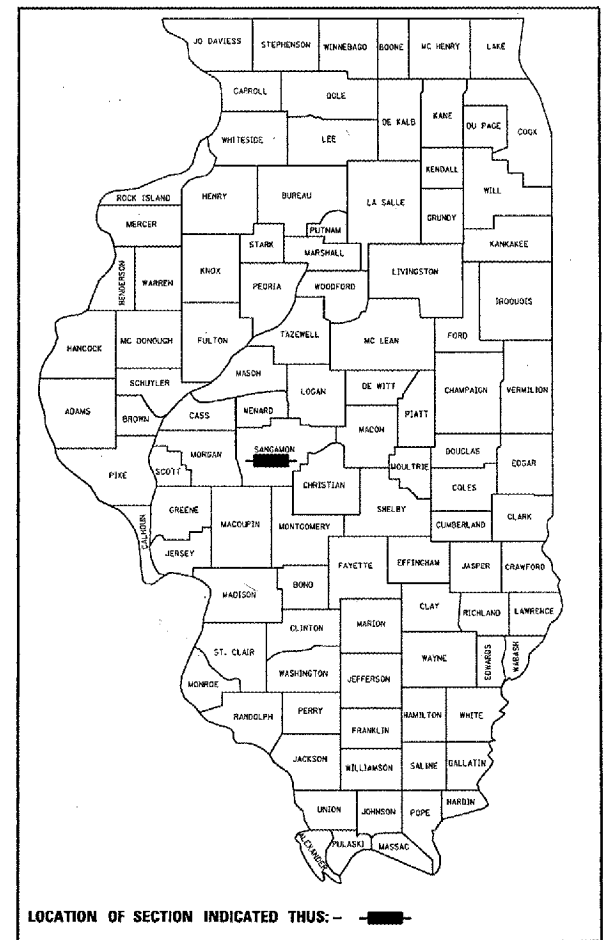 JO DAVIESS STEPHENSON WINNEBAGO BOONE MC HENRY LAKE
CARROLL OGLE DE KALB KANE DU PAGE COOK
WHITESIDE LEE
KENDALL WILL
ROCK ISLAND HENRY BUREAU LA SALLE GRUNDY
MERCER PUTNAM
STARK MARSHALL KANKAKEE
HENDERSON WARREN KNOX PEORIA WOODFORD LIVINGSTON IROQUOIS
HANCOCK MC DONOUGH FULTON TAZEWELL MC LEAN FORD
MASON
SCHUYLER LOGAN DE WITT CHAMPAIGN VERMILION
ADAMS BROWN CASS MENARD PIATT
MACON
SANGAMON DOUGLAS EDGAR
PIKE SCOTT MORGAN CHRISTIAN MOULTRIE
COLES
GREENE MACOUPIN MONTGOMERY SHELBY
CALHOUN CUMBERLAND CLARK
JERSEY
FAYETTE EFFINGHAM JASPER CRAWFORD
MADISON BOND
CLAY RICHLAND LAWRENCE
CLINTON MARION
ST. CLAIR WAYNE EDWARDS WABASH
MONROE WASHINGTON JEFFERSON
RANDOLPH PERRY HAMILTON WHITE
FRANKLIN
JACKSON WILLIAMSON SALINE GALLATIN
UNION JOHNSON POPE HARDIN
ALEXANDER PULASKI MASSAC
LOCATION OF SECTION INDICATED THUS:-